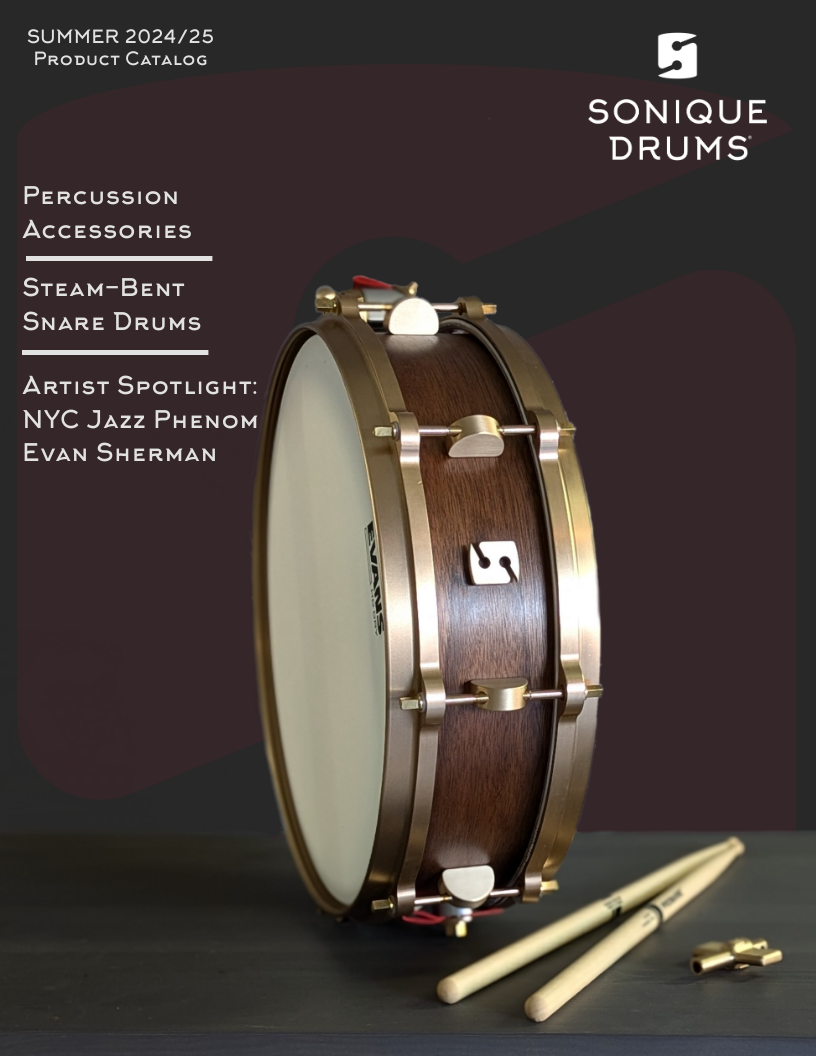 SUMMER 2024/25
PRODUCT CATALOG
SONIQUE
DRUMS
PERCUSSION
ACCESSORIES
STEAM-BENT
SNARE DRUMS
ARTIST SPOTLIGHT:
NYC JAZZ PHENOM
EVAN SHERMAN
EVANS